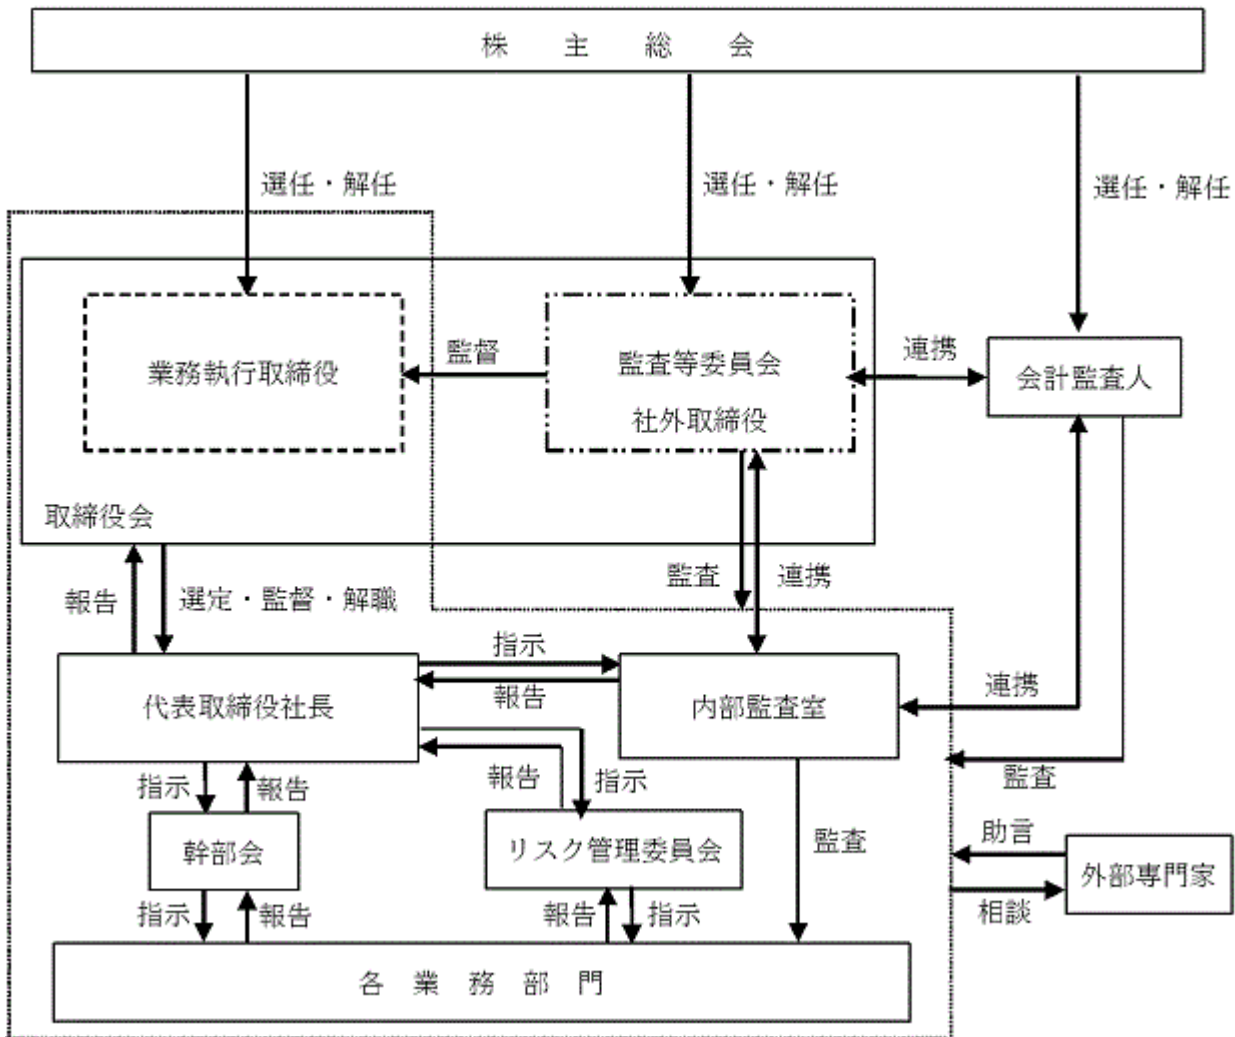 株主総会
選任・解任
選任・解任
選任・解任
業務執行取締役
監督
監査等委員会
社外取締役
連携
会計監査人
取締役会
報告
選定・監督・解職
監査
連携
代表取締役社長
指示
報告
内部監査室
連携
指示
報告
報告
指示
監査
監査
幹部会
リスク管理委員会
助言
外部専門家
相談
指示
報告
報告
指示
各業務部門